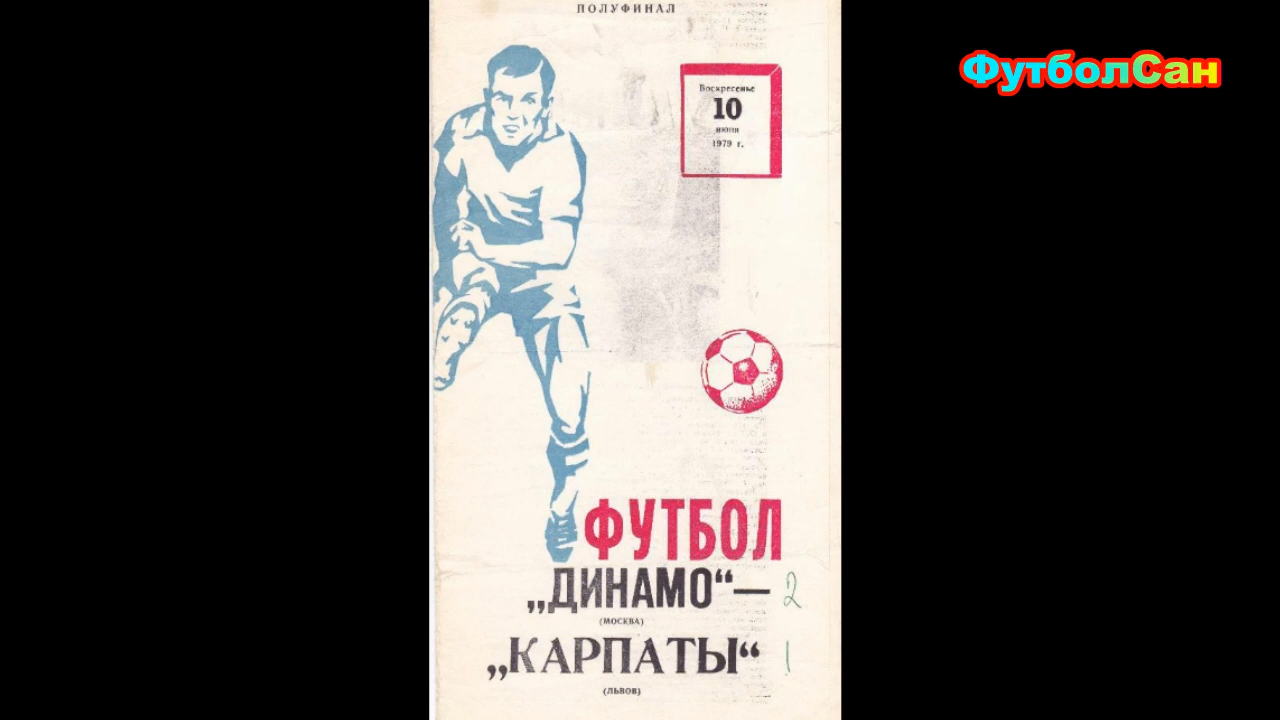 ПОЛУФИНАЛ
ФутболСан
Воскресенье
10
июня
1979 г.
ФУТБОЛ
„ДИНАМО“—
2
(МОСКВА)
„КАРПАТЫ“
1
(ЛЬВОВ)